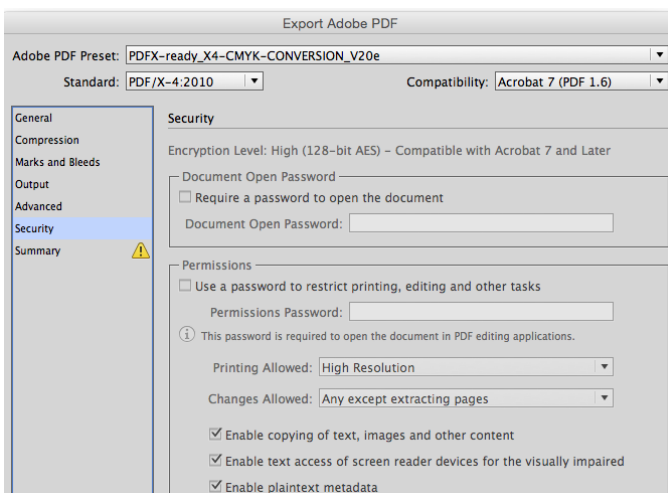 Export Adobe PDF
Adobe PDF Preset: PDFX-ready_X4-CMYK-CONVERSION_V20e
Standard: PDF/X-4:2010 Compatibility: Acrobat 7 (PDF 1.6)
General
Compression
Marks and Bleeds
Output
Advanced
Security
Summary
Security
Encryption Level: High (128-bit AES) – Compatible with Acrobat 7 and Later
Document Open Password
Require a password to open the document
Document Open Password:
Permissions
Use a password to restrict printing, editing and other tasks
Permissions Password:
This password is required to open the document in PDF editing applications.
Printing Allowed: High Resolution
Changes Allowed: Any except extracting pages
Enable copying of text, images and other content
Enable text access of screen reader devices for the visually impaired
Enable plaintext metadata